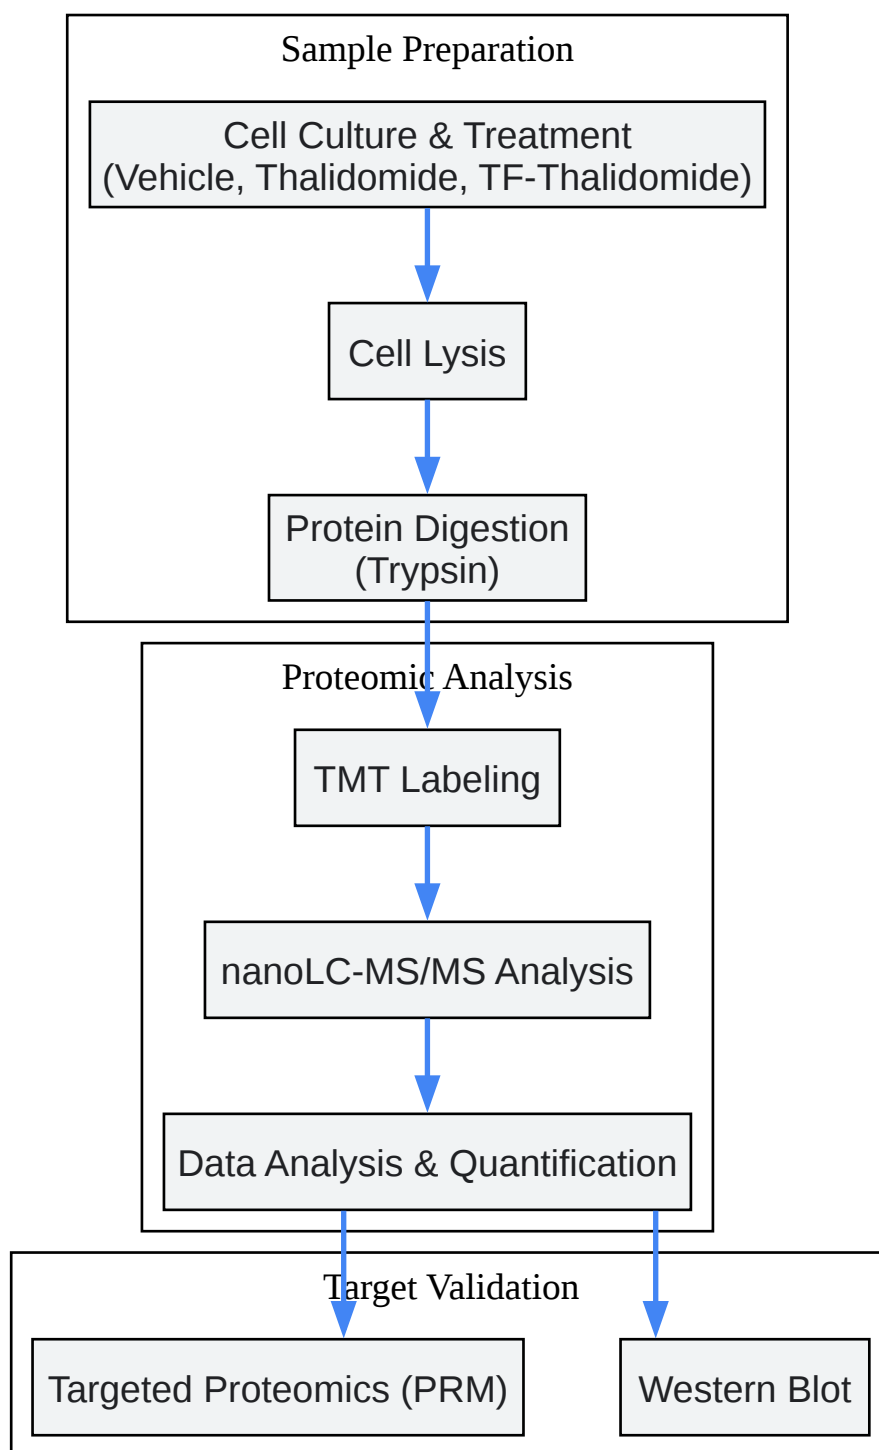 Sample Preparation
Cell Culture & Treatment
(Vehicle, Thalidomide, TF-Thalidomide)
Cell Lysis
Protein Digestion
(Trypsin)
Proteomic Analysis
TMT Labeling
nanoLC-MS/MS Analysis
Data Analysis & Quantification
Target Validation
Targeted Proteomics (PRM)
Western Blot